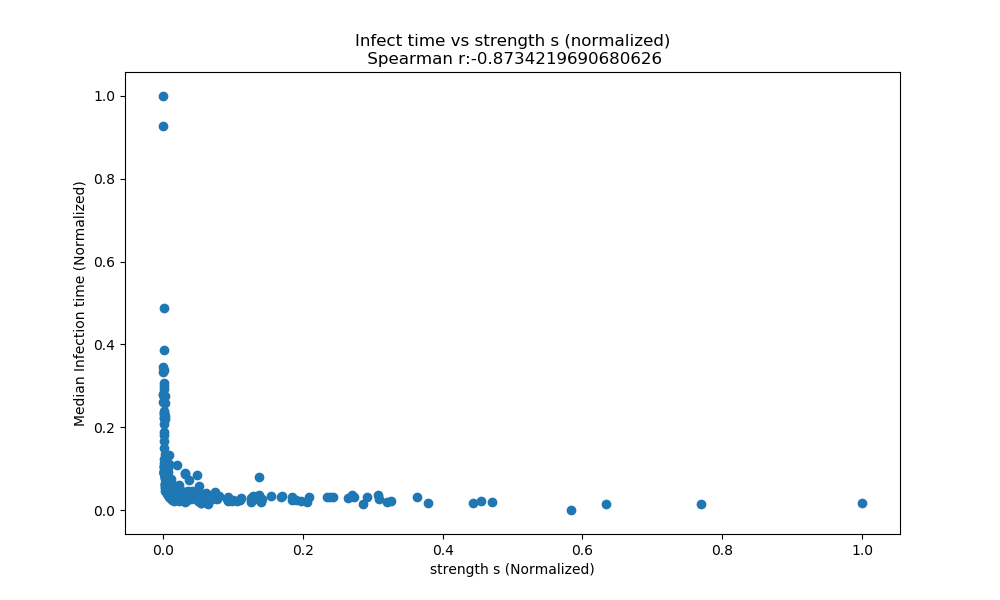 Infect time vs strength s (normalized)
Spearman r:-0.8734219690680626
1.0
0.8
0.6
0.4
0.2
0.0
Median Infection time (Normalized)
0.0 0.2 0.4 0.6 0.8 1.0
strength s (Normalized)